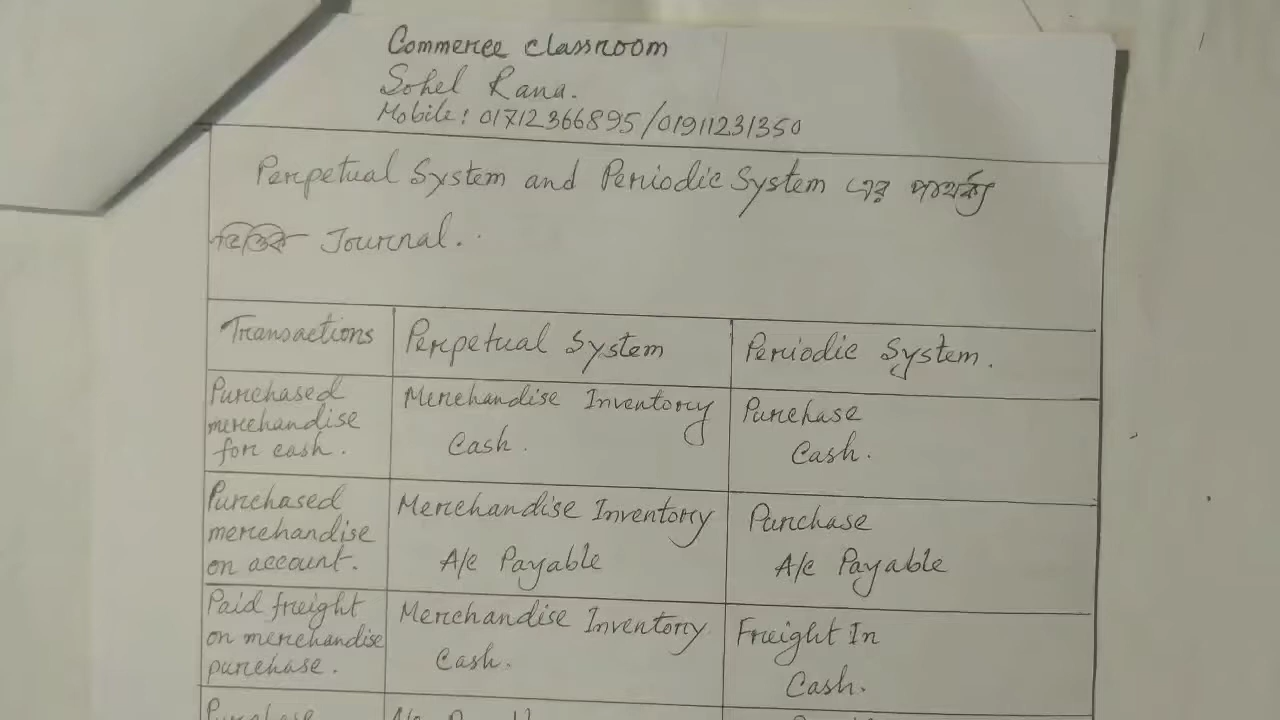 Commerce classroom
Sohel Rana.
Mobile: 01712366895/01911231350
Perpetual System and Periodic System এর পার্থক্য
ভিত্তিক Journal.
Transactions
Perpetual System
Periodic System.
Purchased
merchandise
for cash.
Merchandise Inventory
Cash.
Purchase
Cash.
Purchased
merchandise
on account.
Merchandise Inventory
A/c Payable
Purchase
A/c Payable
Paid freight
on merchandise
purchase.
Merchandise Inventory
Cash.
Freight In
Cash.